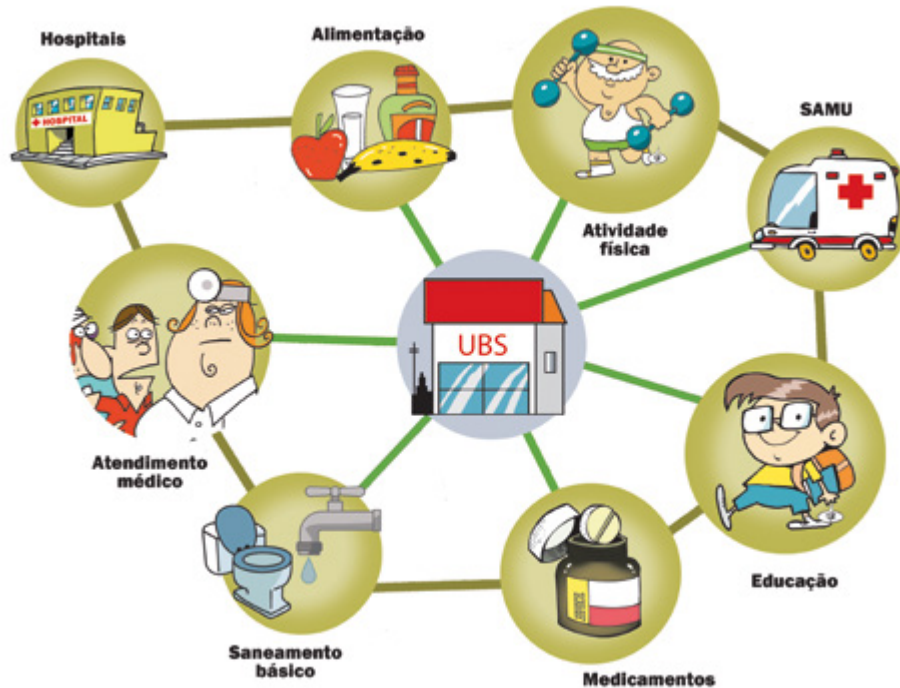 Hospitais
Alimentação
SAMU
HOSPITAL
Atividade
física
UBS
Atendimento
médico
Educação
Saneamento
básico
Medicamentos